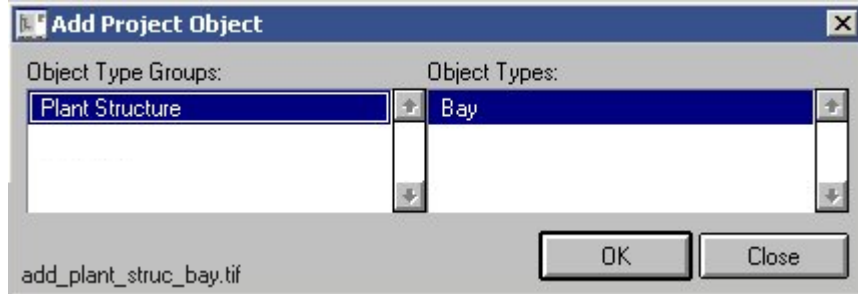 Add Project Object
Object Type Groups: Object Types:
Plant Structure Bay
OK Close
add_plant_struc_bay.tif